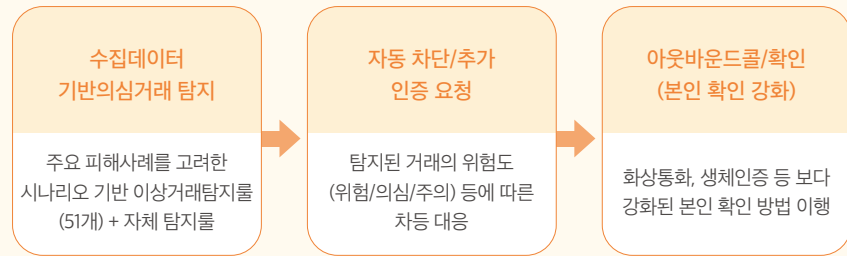 수집데이터
기반의심거래 탐지
주요 피해사례를 고려한
시나리오 기반 이상거래탐지룰
(51개) + 자체 탐지룰
자동 차단/추가
인증 요청
탐지된 거래의 위험도
(위험/의심/주의) 등에 따른
차등 대응
아웃바운드콜/확인
(본인 확인 강화)
화상통화, 생체인증 등 보다
강화된 본인 확인 방법 이행